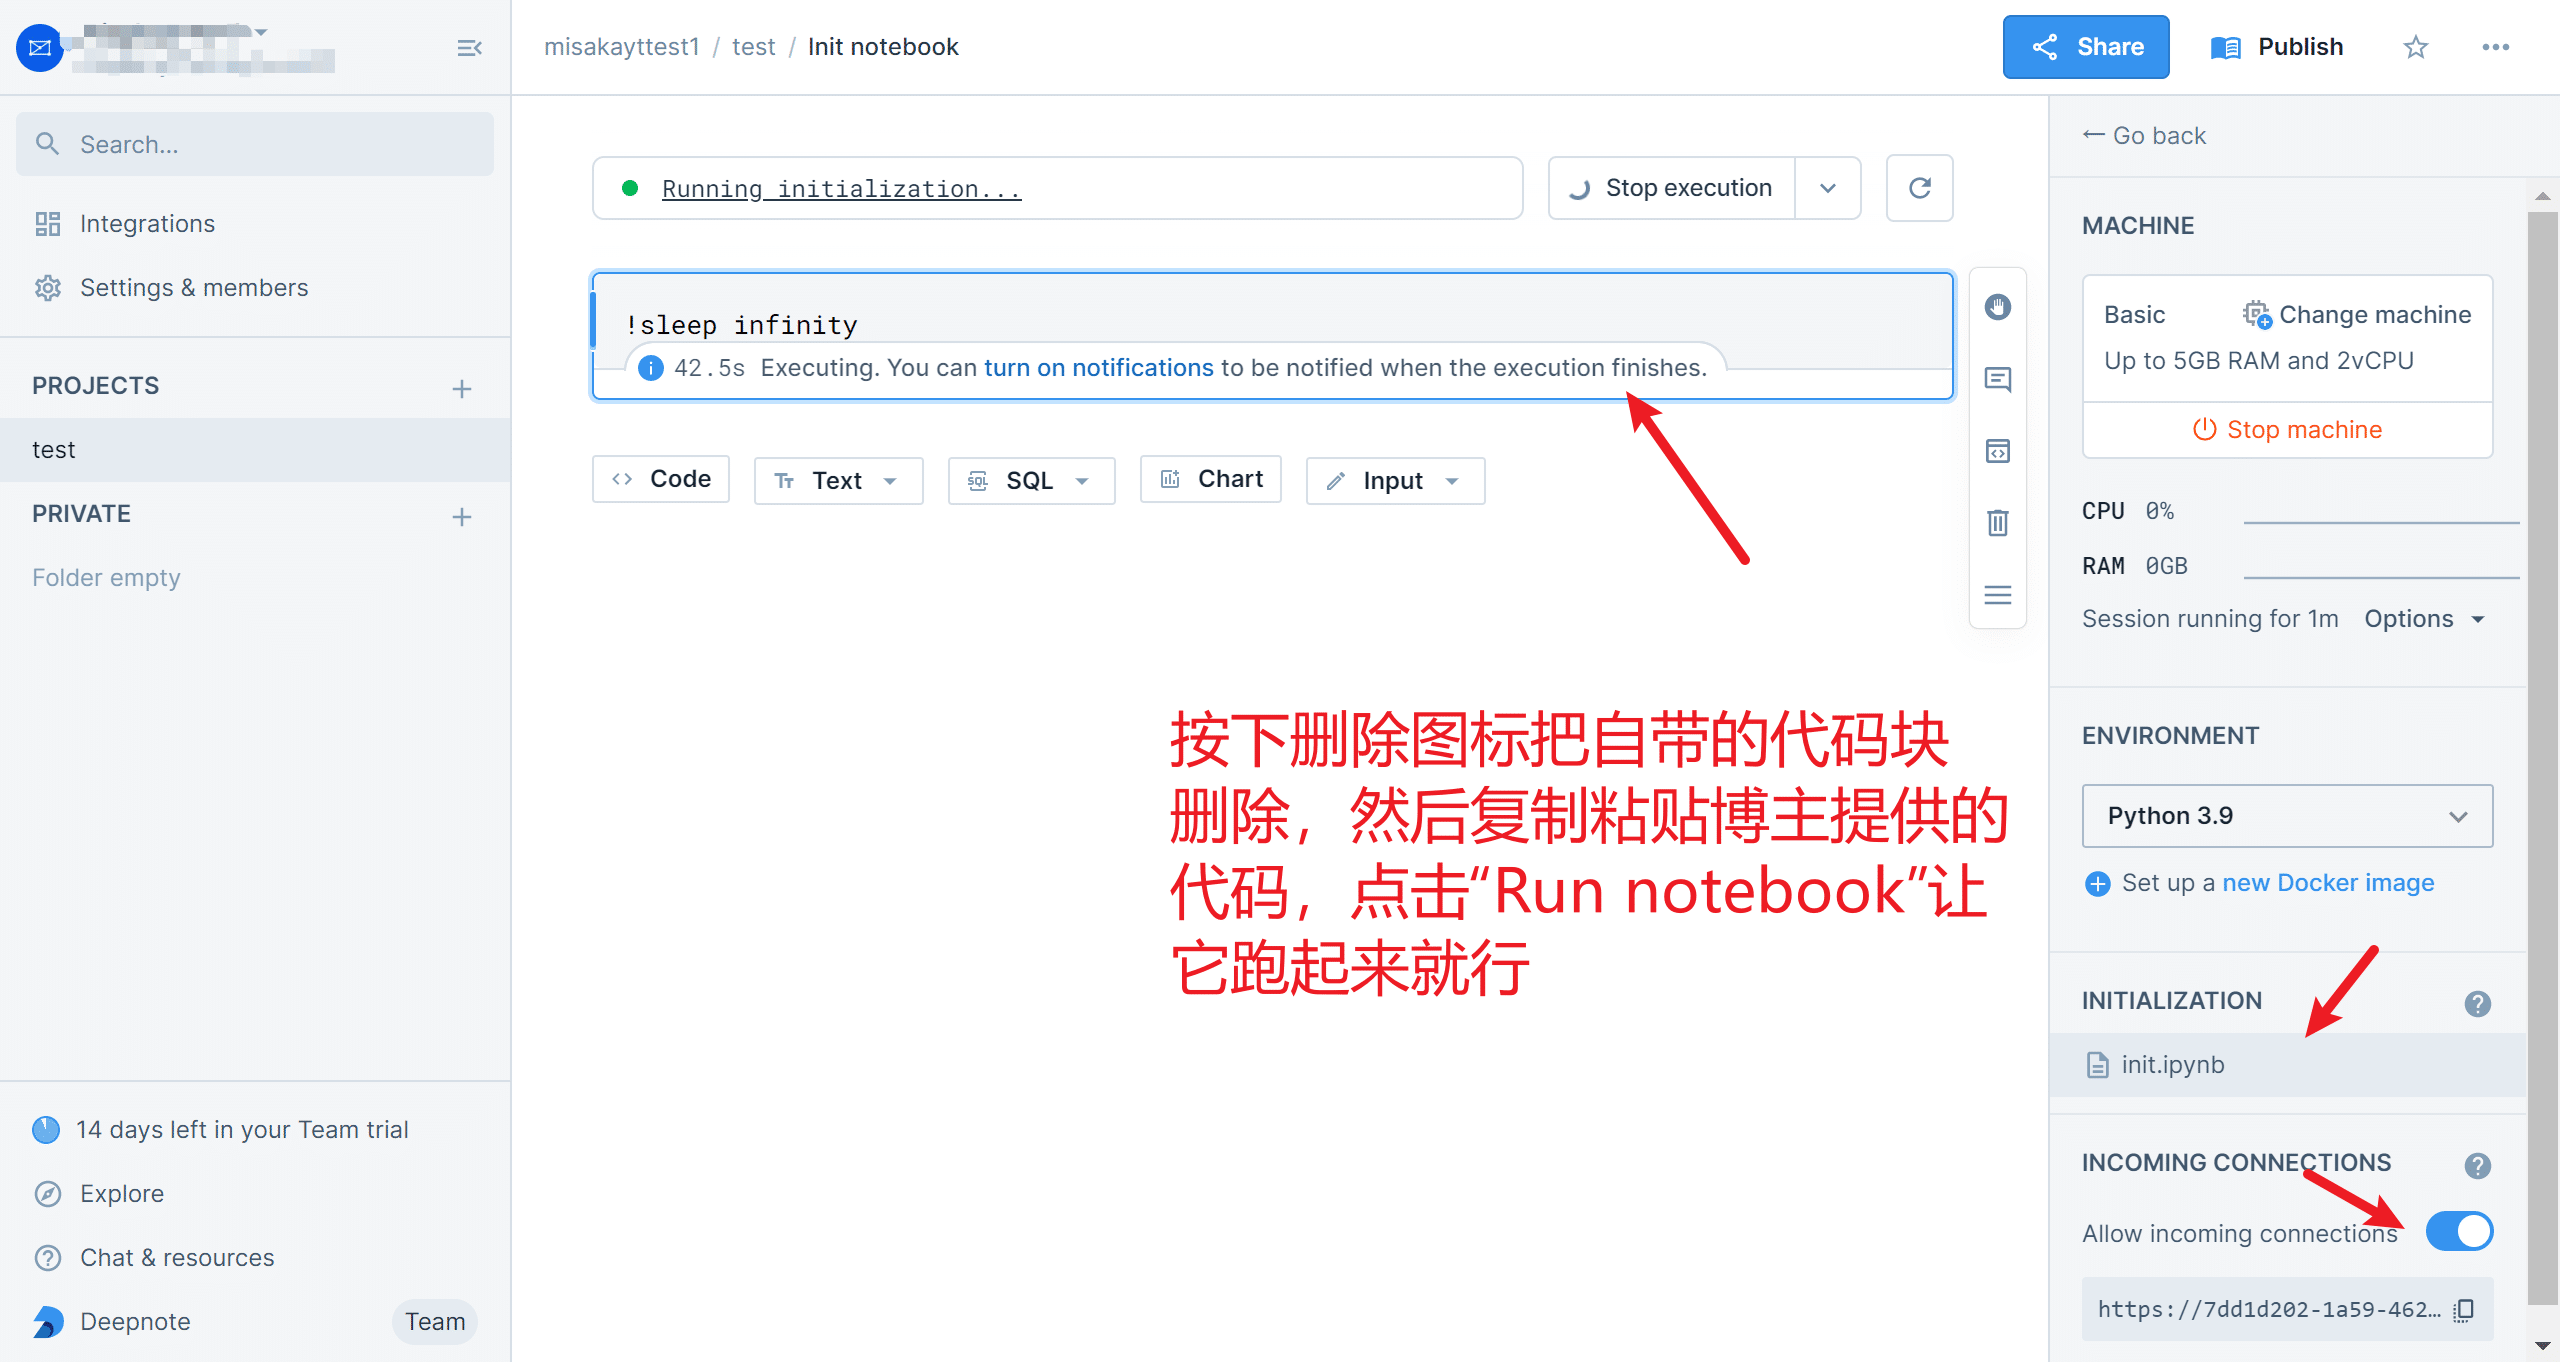 misakayttest1 / test / Init notebook
Share
Publish
Search...
Integrations
Settings & members
PROJECTS
test
PRIVATE
Folder empty
14 days left in your Team trial
Explore
Chat & resources
Deepnote
Team
Running initialization...
Stop execution
!sleep infinity
42.5s Executing. You can turn on notifications to be notified when the execution finishes.
Code
Text
SQL
Chart
Input
按下删除图标把自带的代码块
删除，然后复制粘贴博主提供的
代码，点击“Run notebook”让
它跑起来就行
← Go back
MACHINE
Basic
Change machine
Up to 5GB RAM and 2vCPU
Stop machine
CPU 0%
RAM 0GB
Session running for 1m Options
ENVIRONMENT
Python 3.9
Set up a new Docker image
INITIALIZATION
init.ipynb
INCOMING CONNECTIONS
Allow incoming connections
https://7dd1d202-1a59-462...